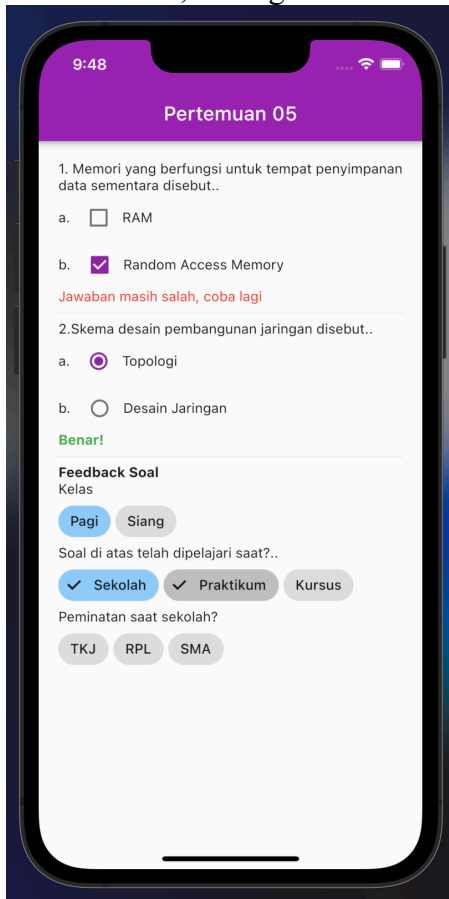 9:48
Pertemuan 05
1. Memori yang berfungsi untuk tempat penyimpanan
data sementara disebut..
a. RAM
b. Random Access Memory
Jawaban masih salah, coba lagi
2.Skema desain pembangunan jaringan disebut..
a. Topologi
b. Desain Jaringan
Benar!
Feedback Soal
Kelas
Pagi Siang
Soal di atas telah dipelajari saat?..
Sekolah Praktikum Kursus
Peminatan saat sekolah?
TKJ RPL SMA